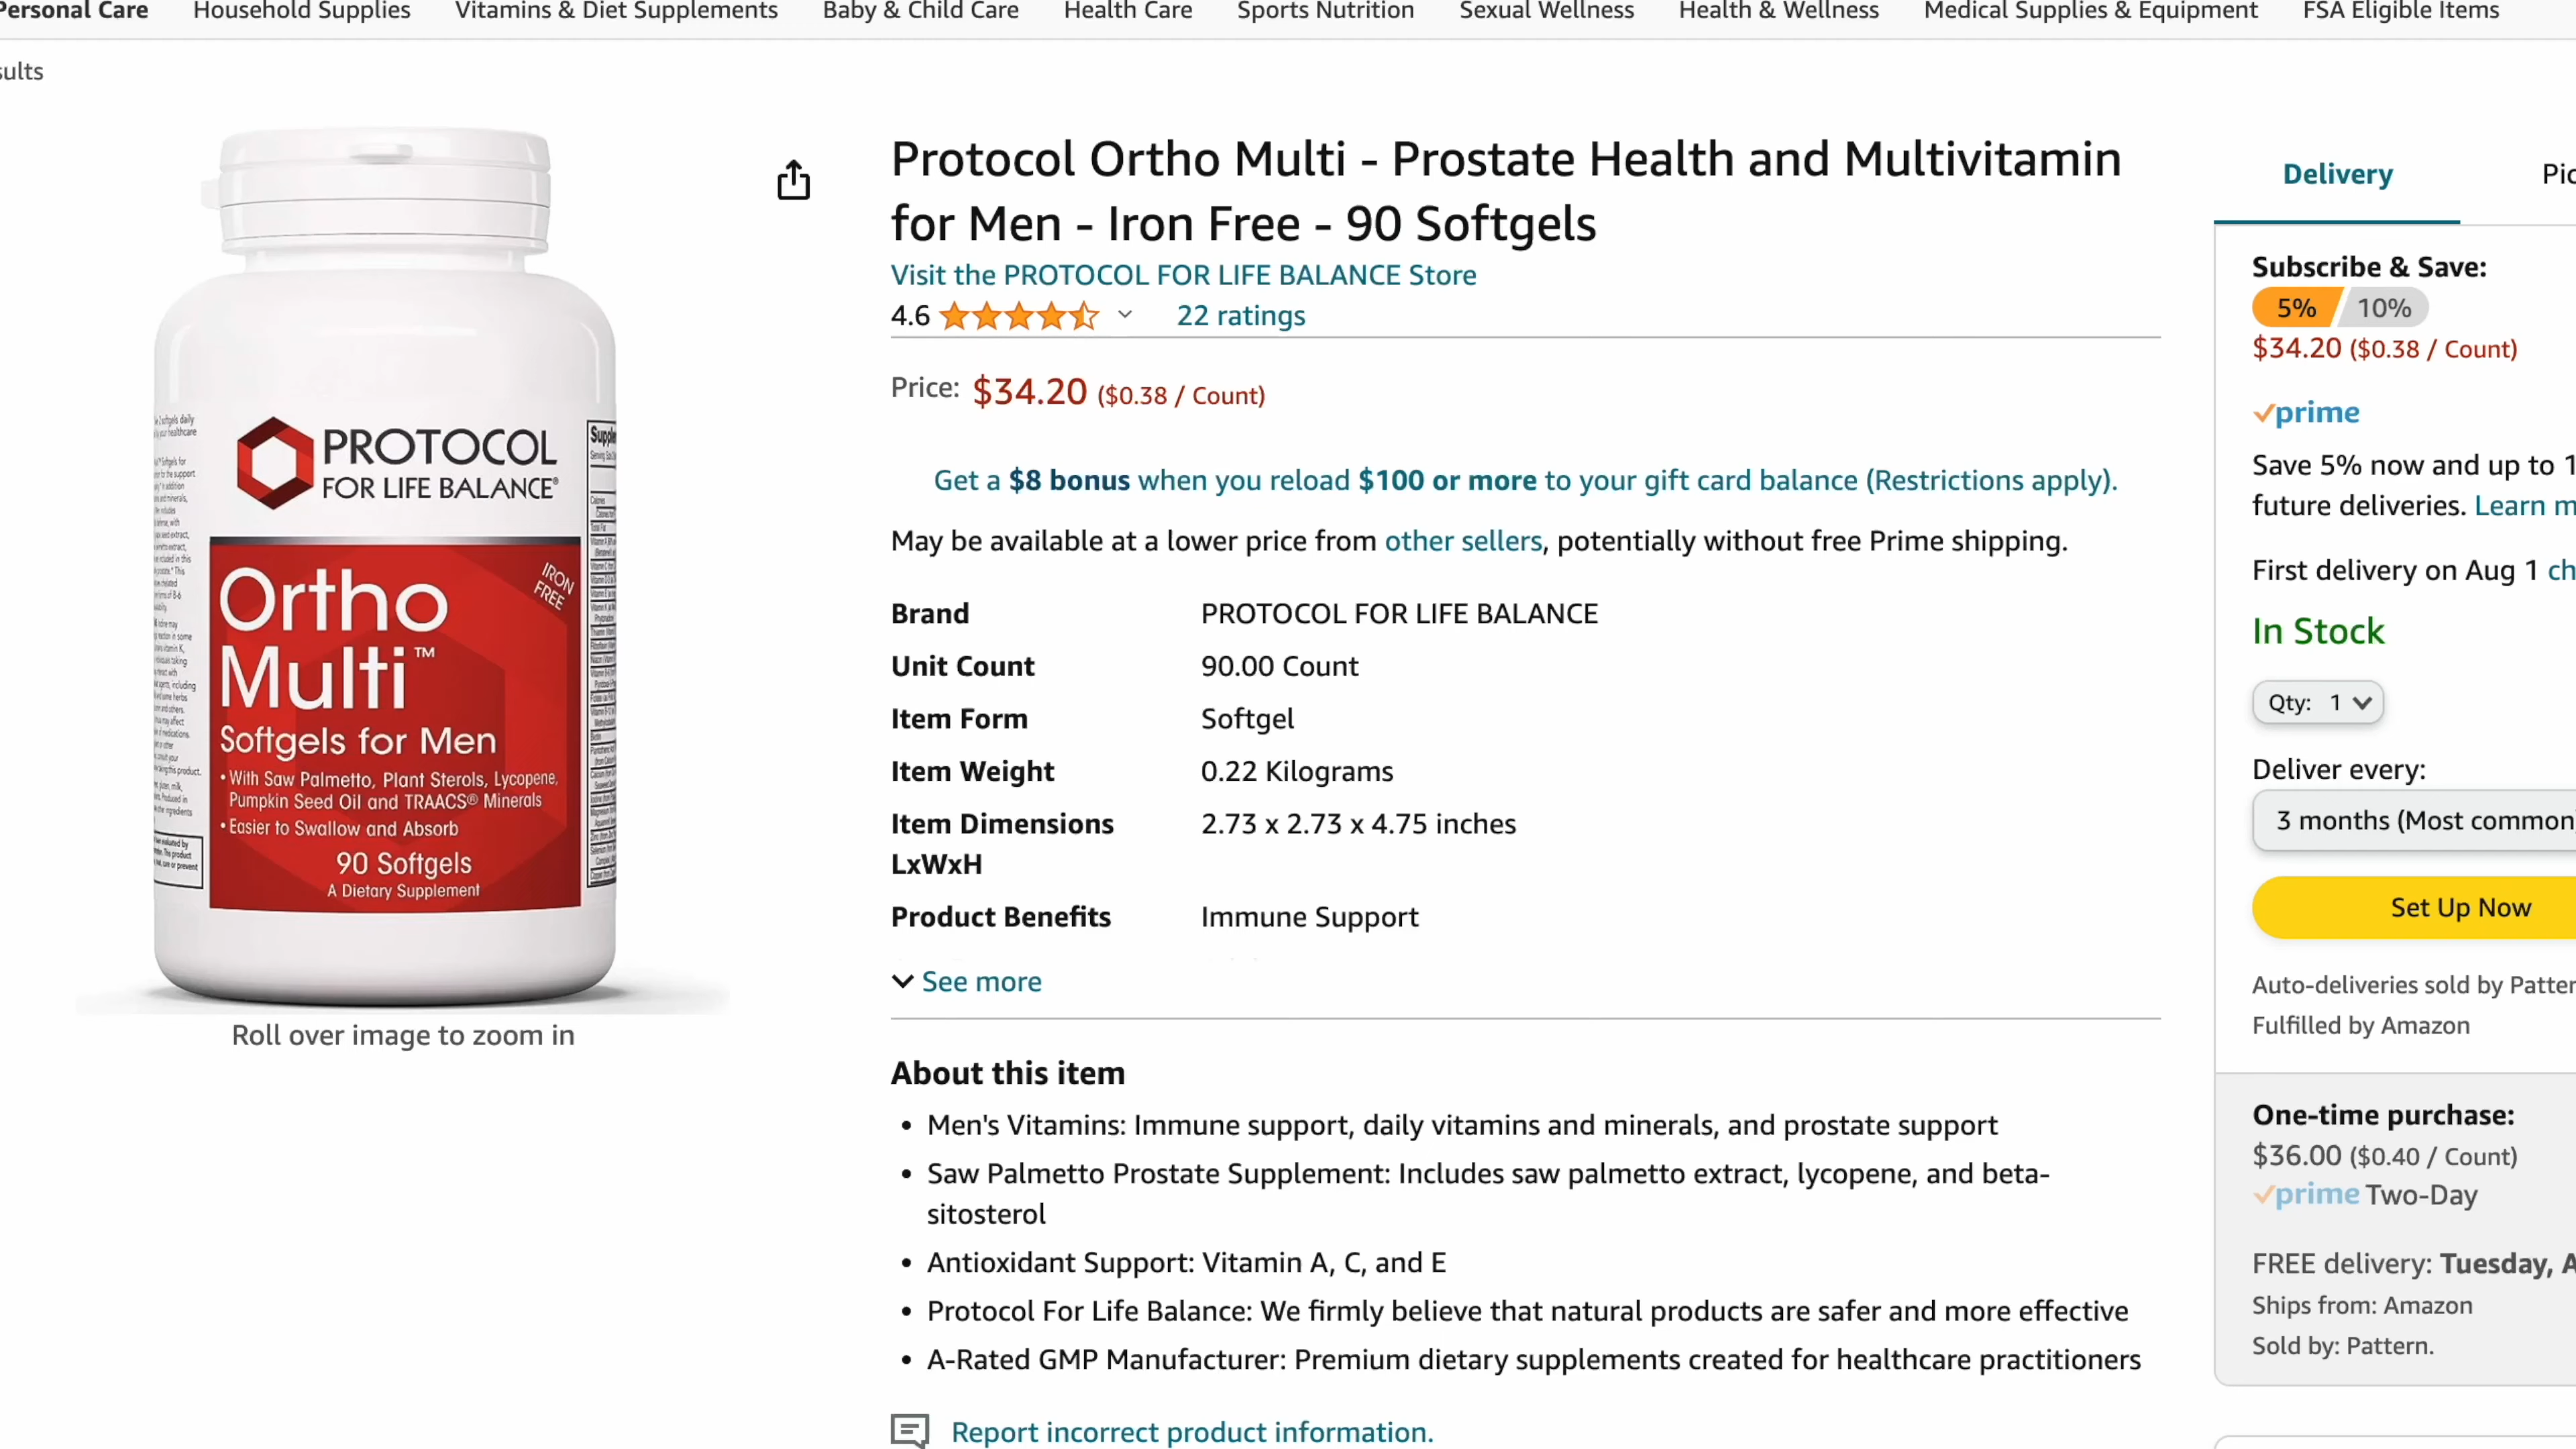 Personal Care Household Supplies Vitamins & Diet Supplements Baby & Child Care Health Care Sports Nutrition Sexual Wellness Health & Wellness Medical Supplies & Equipment FSA Eligible Items
PROTOCOL
FOR LIFE BALANCE®
Ortho
Multi™
IRON
FREE
Softgels for Men
• With Saw Palmetto, Plant Sterols, Lycopene,
Pumpkin Seed Oil and TRAACS® Minerals
• Easier to Swallow and Absorb
90 Softgels
A Dietary Supplement
Roll over image to zoom in
Protocol Ortho Multi - Prostate Health and Multivitamin
for Men - Iron Free - 90 Softgels
Visit the PROTOCOL FOR LIFE BALANCE Store
4.6 22 ratings
Price: $34.20 ($0.38 / Count)
Get a $8 bonus when you reload $100 or more to your gift card balance (Restrictions apply).
May be available at a lower price from other sellers, potentially without free Prime shipping.
Brand PROTOCOL FOR LIFE BALANCE
Unit Count 90.00 Count
Item Form Softgel
Item Weight 0.22 Kilograms
Item Dimensions 2.73 x 2.73 x 4.75 inches
LxWxH
Product Benefits Immune Support
See more
About this item
• Men's Vitamins: Immune support, daily vitamins and minerals, and prostate support
• Saw Palmetto Prostate Supplement: Includes saw palmetto extract, lycopene, and beta-
sitosterol
• Antioxidant Support: Vitamin A, C, and E
• Protocol For Life Balance: We firmly believe that natural products are safer and more effective
• A-Rated GMP Manufacturer: Premium dietary supplements created for healthcare practitioners
Report incorrect product information.
Delivery
Subscribe & Save:
5% 10%
$34.20 ($0.38 / Count)
prime
Save 5% now and up to
future deliveries. Learn
First delivery on Aug 1
In Stock
Qty: 1
Deliver every:
3 months (Most common
Set Up Now
Auto-deliveries sold by
Fulfilled by Amazon
One-time purchase:
$36.00 ($0.40 / Count)
prime Two-Day
FREE delivery: Tuesday,
Ships from: Amazon
Sold by: Pattern.